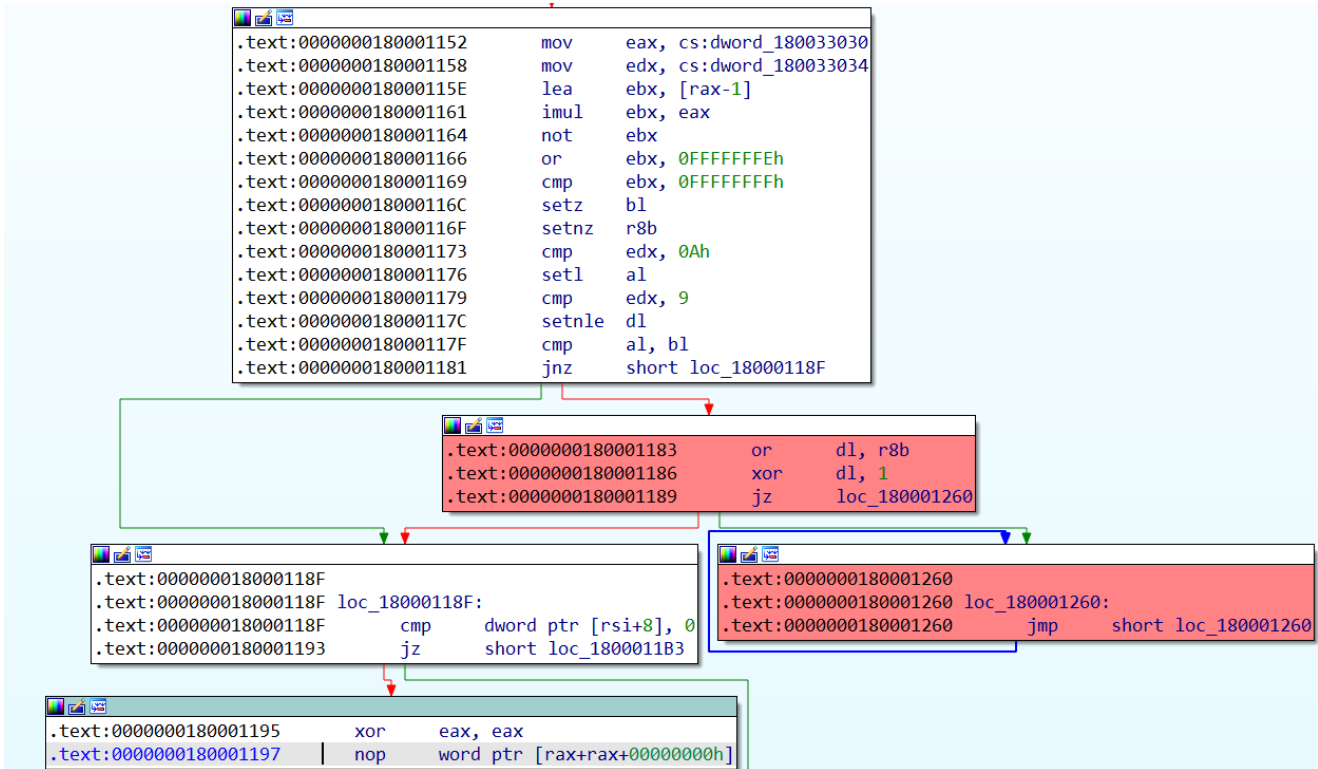 .text:0000000180001152 mov eax, cs:dword_180033030
.text:0000000180001158 mov edx, cs:dword_180033034
.text:000000018000115E lea ebx, [rax-1]
.text:0000000180001161 imul ebx, eax
.text:0000000180001164 not ebx
.text:0000000180001166 or ebx, 0FFFFFFFEh
.text:0000000180001169 cmp ebx, 0FFFFFFFFh
.text:000000018000116C setz bl
.text:000000018000116F setnz r8b
.text:0000000180001173 cmp edx, 0Ah
.text:0000000180001176 setl al
.text:0000000180001179 cmp edx, 9
.text:000000018000117C setnle dl
.text:000000018000117F cmp al, bl
.text:0000000180001181 jnz short loc_18000118F
.text:0000000180001183 or dl, r8b
.text:0000000180001186 xor dl, 1
.text:0000000180001189 jz loc_180001260
.text:000000018000118F
.text:000000018000118F loc_18000118F:
.text:000000018000118F cmp dword ptr [rsi+8], 0
.text:0000000180001193 jz short loc_1800011B3
.text:0000000180001260
.text:0000000180001260 loc_180001260:
.text:0000000180001260 jmp short loc_180001260
.text:0000000180001195 xor eax, eax
.text:0000000180001197 nop word ptr [rax+rax+00000000h]